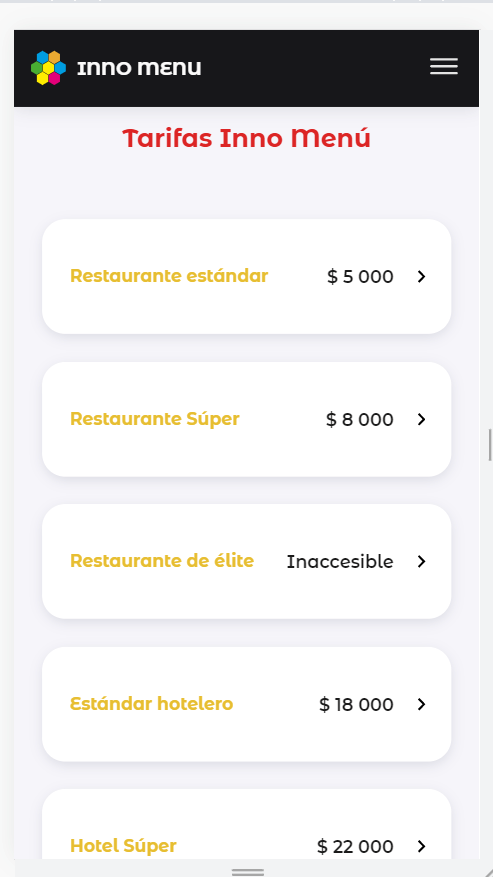 INNO MENU
Tarifas Inno Menú
Restaurante estándar $ 5 000
Restaurante Súper $ 8 000
Restaurante de élite Inaccesible
Estándar hotelero $ 18 000
Hotel Súper $ 22 000